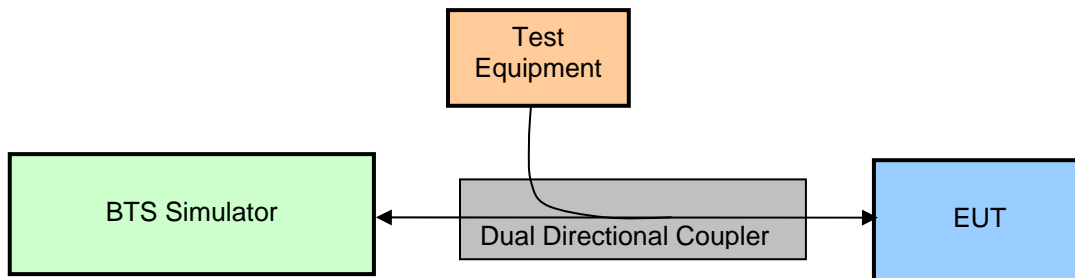 Test
Equipment
BTS Simulator
Dual Directional Coupler
EUT